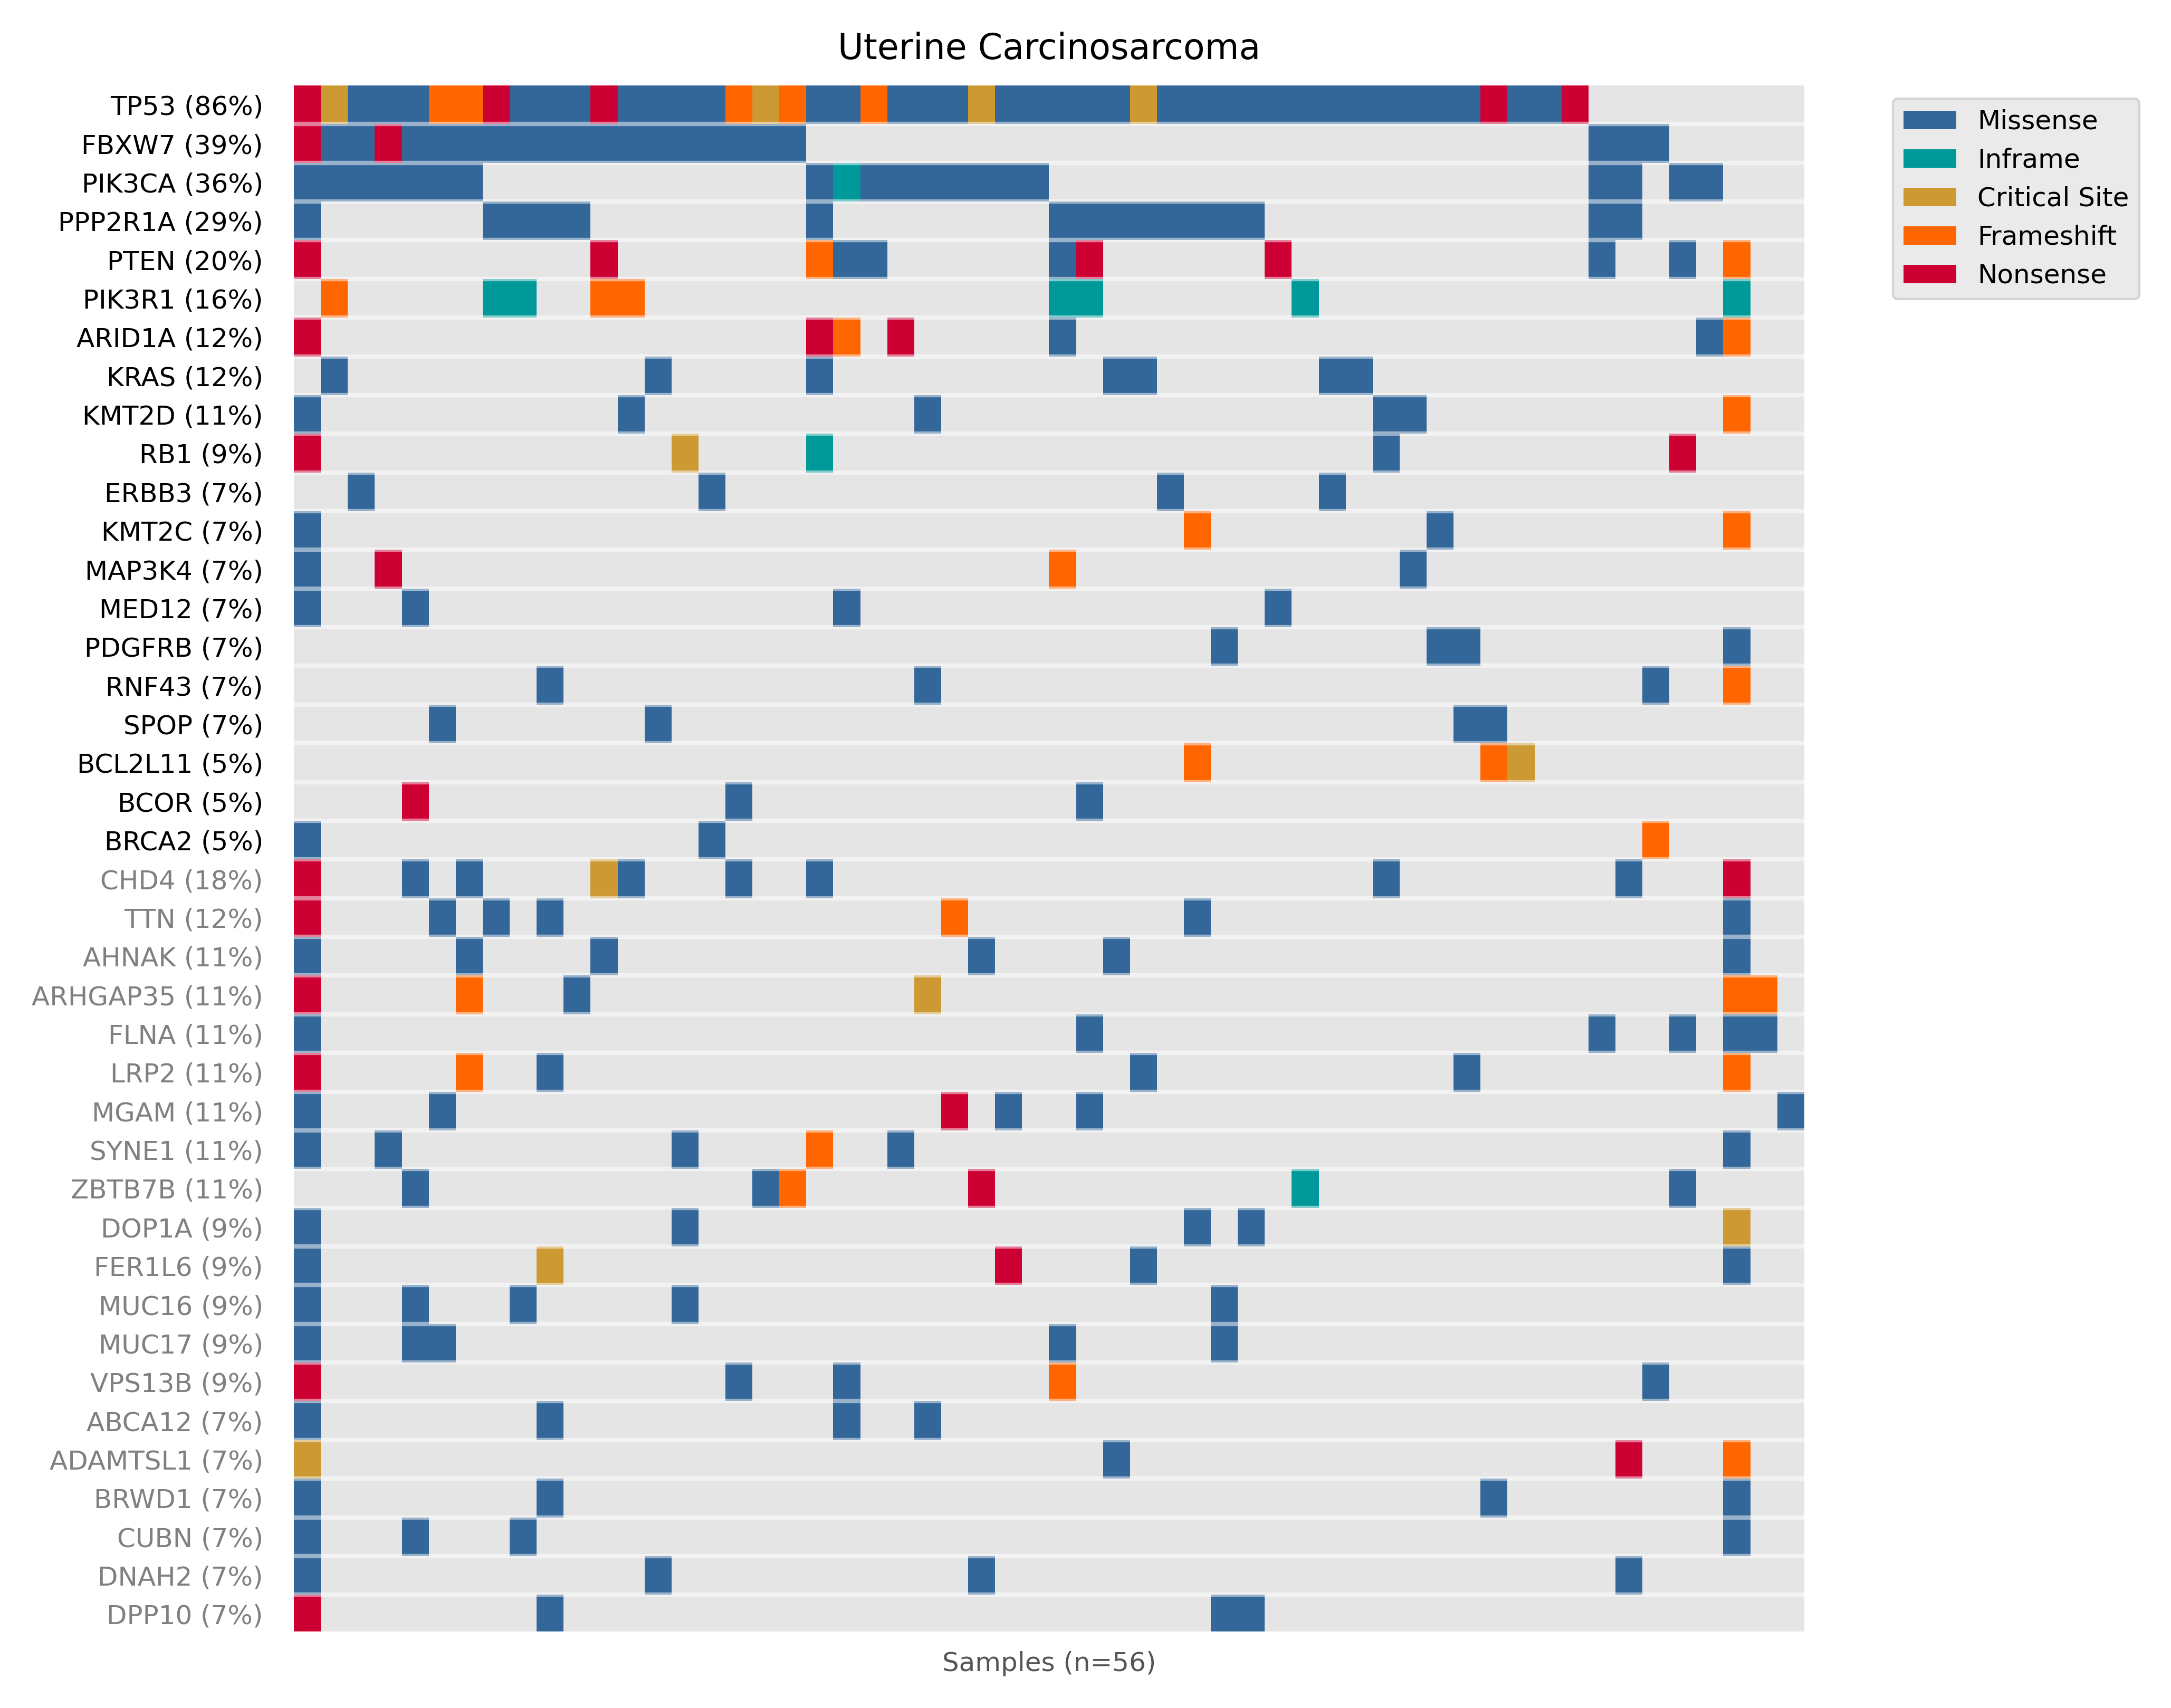 Uterine Carcinosarcoma
TP53 (86%)
FBXW7 (39%)
PIK3CA (36%)
PPP2R1A (29%)
PTEN (20%)
PIK3R1 (16%)
ARID1A (12%)
KRAS (12%)
KMT2D (11%)
RB1 (9%)
ERBB3 (7%)
KMT2C (7%)
MAP3K4 (7%)
MED12 (7%)
PDGFRB (7%)
RNF43 (7%)
SPOP (7%)
BCL2L11 (5%)
BCOR (5%)
BRCA2 (5%)
CHD4 (18%)
TTN (12%)
AHNAK (11%)
ARHGAP35 (11%)
FLNA (11%)
LRP2 (11%)
MGAM (11%)
SYNE1 (11%)
ZBTB7B (11%)
DOP1A (9%)
FER1L6 (9%)
MUC16 (9%)
MUC17 (9%)
VPS13B (9%)
ABCA12 (7%)
ADAMTSL1 (7%)
BRWD1 (7%)
CUBN (7%)
DNAH2 (7%)
DPP10 (7%)
Samples (n=56)
Missense
Inframe
Critical Site
Frameshift
Nonsense